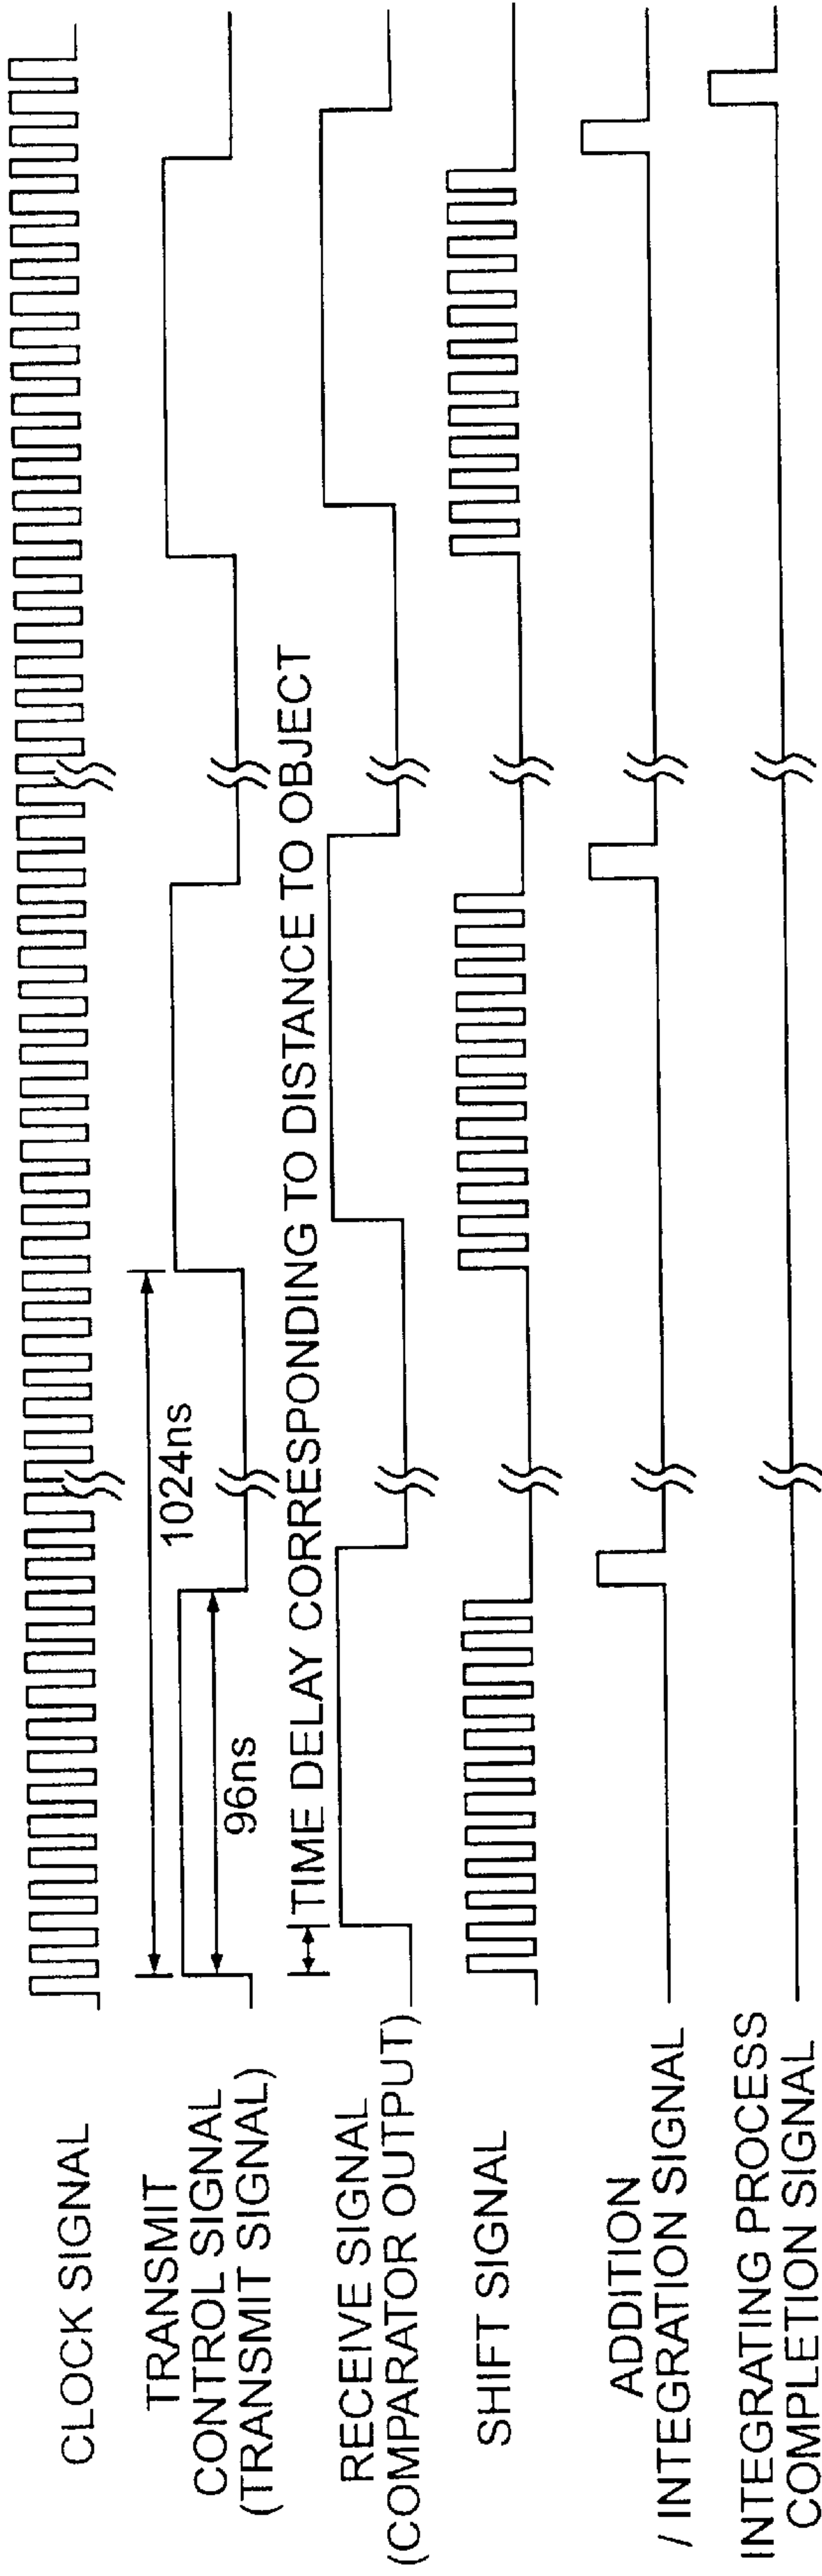 CLOCK SIGNAL
TRANSMIT
CONTROL SIGNAL
(TRANSMIT SIGNAL)
1024ns
96ns
TIME DELAY CORRESPONDING TO DISTANCE TO OBJECT
RECEIVE SIGNAL
(COMPARATOR OUTPUT)
SHIFT SIGNAL
ADDITION
/ INTEGRATION SIGNAL
INTEGRATING PROCESS
COMPLETION SIGNAL